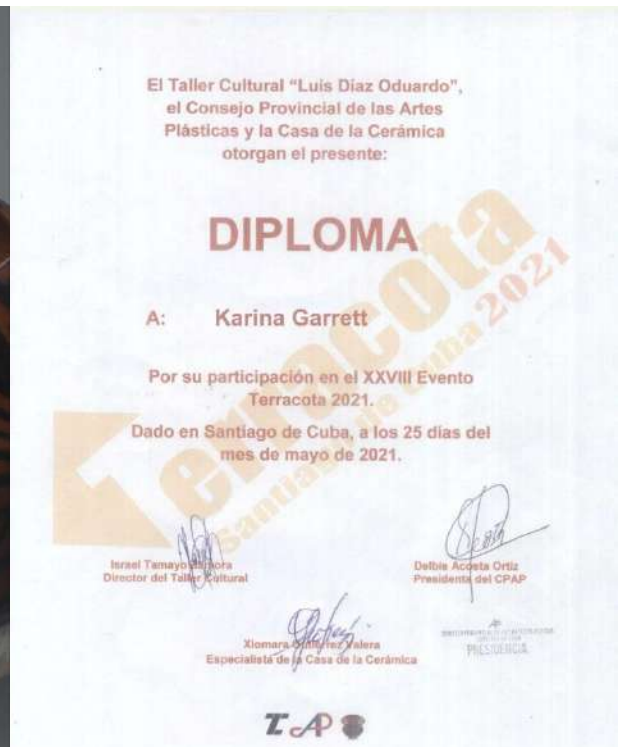 El Taller Cultural “Luis Díaz Oduardo”,
el Consejo Provincial de las Artes
Plásticas y la Casa de la Cerámica
otorgan el presente:
DIPLOMA
A: Karina Garrett
Por su participación en el XXVIII Evento
Terracota 2021.
Dado en Santiago de Cuba, a los 25 días del
mes de mayo de 2021.
Terracota
Santiago de Cuba 2021
Israel Tamayo
Director del Taller Cultural
Delbie Acosta Ortiz
Presidenta del CPAP
Xiomara Valera
Especialista de la Casa de la Cerámica
PRESIDENCIA